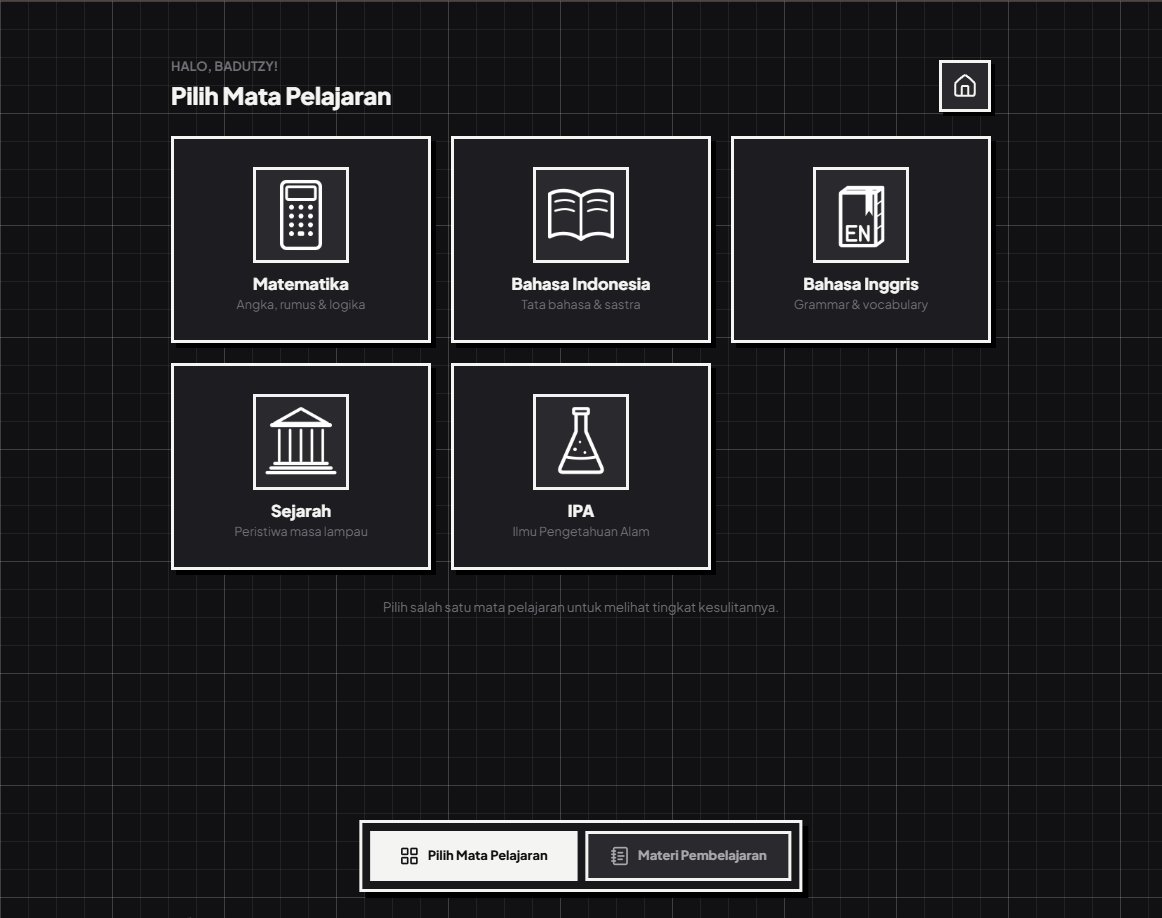 HALO, BADUTZY!
Pilih Mata Pelajaran
Matematika
Angka, rumus & logika
Bahasa Indonesia
Tata bahasa & sastra
EN
Bahasa Inggris
Grammar & vocabulary
Sejarah
Peristiwa masa lampau
IPA
Ilmu Pengetahuan Alam
Pilih salah satu mata pelajaran untuk melihat tingkat kesulitannya.
Pilih Mata Pelajaran
Materi Pembelajaran